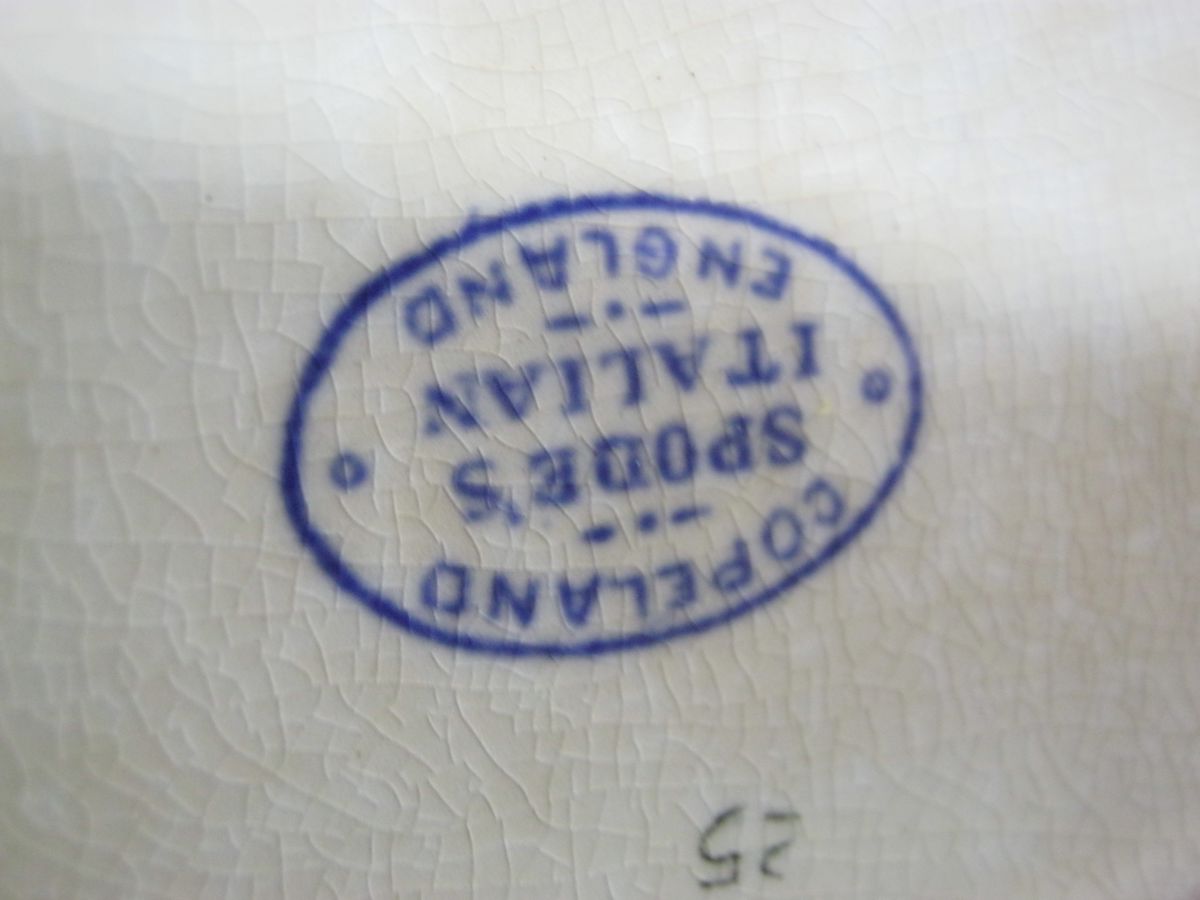 COPELAND
SPODE'S
ITALIAN
ENGLAND
25